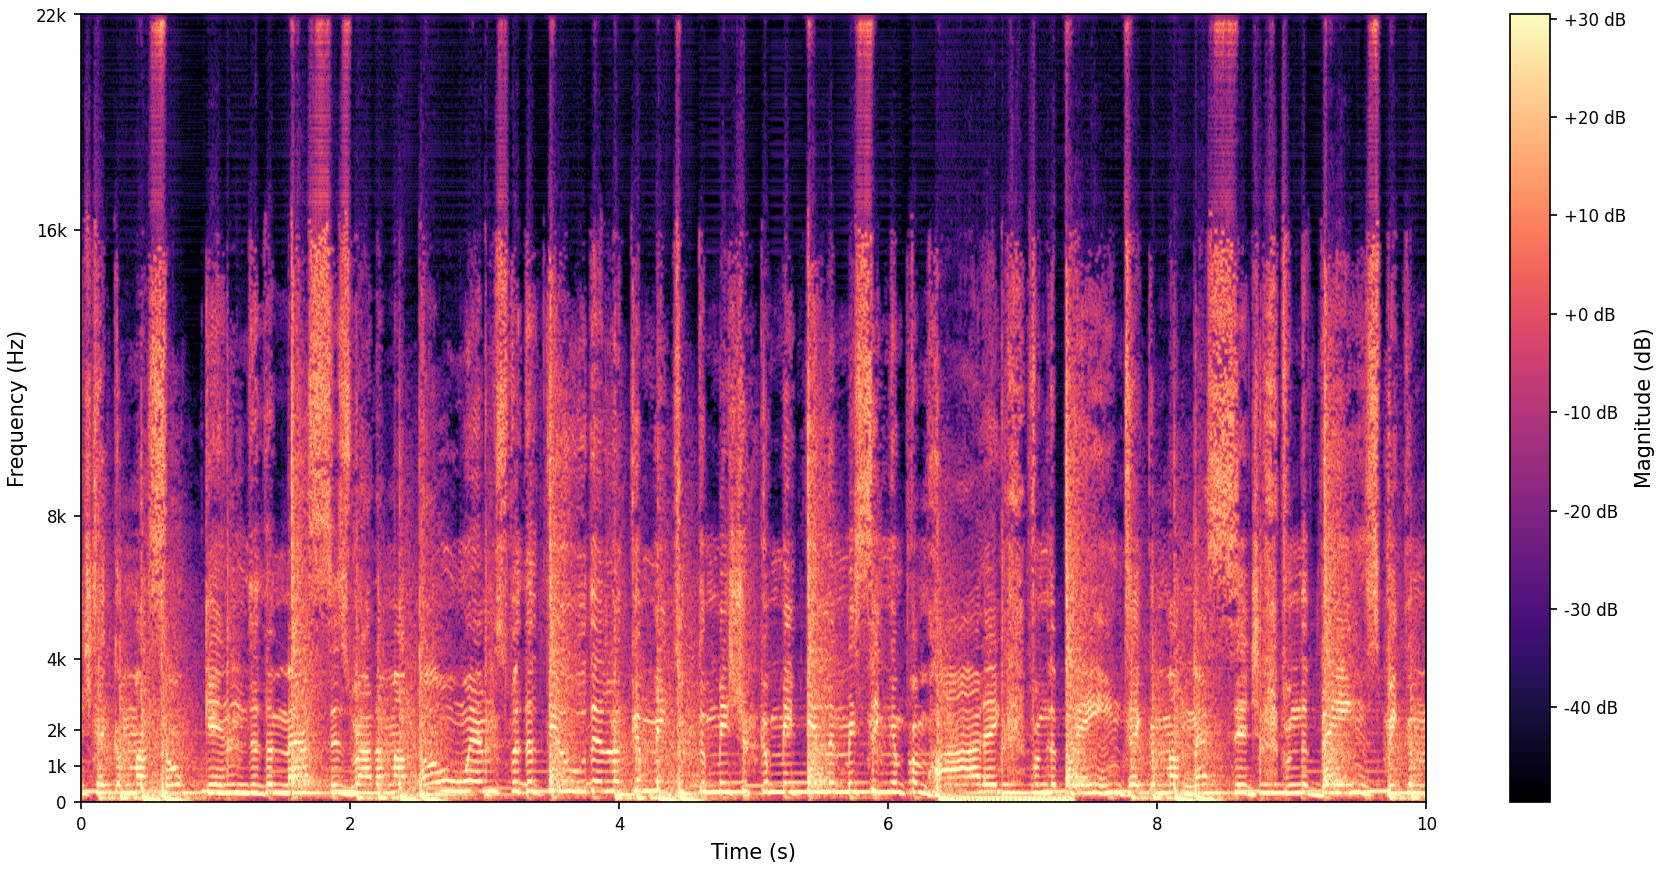 22k
16k
8k
4k
2k
1k
0
Frequency (Hz)
0 2 4 6 8 10
Time (s)
+30 dB
+20 dB
+10 dB
+0 dB
-10 dB
-20 dB
-30 dB
-40 dB
Magnitude (dB)